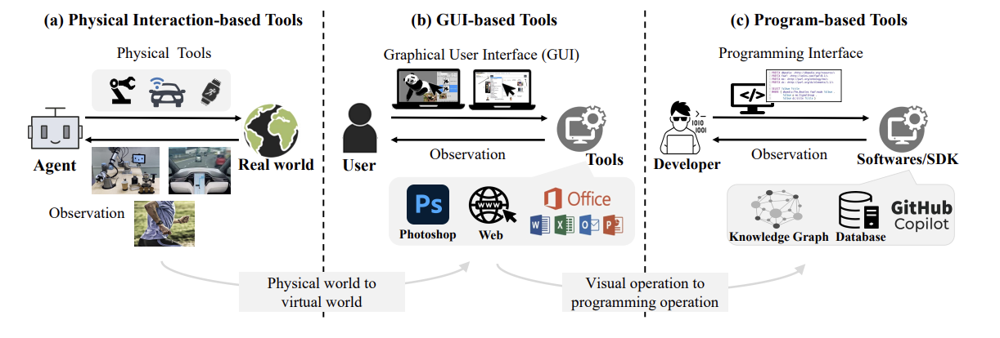 (a) Physical Interaction-based Tools
Physical Tools
Agent
Real world
Observation
(b) GUI-based Tools
Graphical User Interface (GUI)
User
Observation
Tools
Ps
Photoshop
WWW
Web
Office
W
X
O
P
(c) Program-based Tools
Programming Interface
</>
>_
1010
1001
Developer
Observation
Softwares/SDK
Knowledge Graph
Database
GitHub
Copilot
Physical world to
virtual world
Visual operation to
programming operation